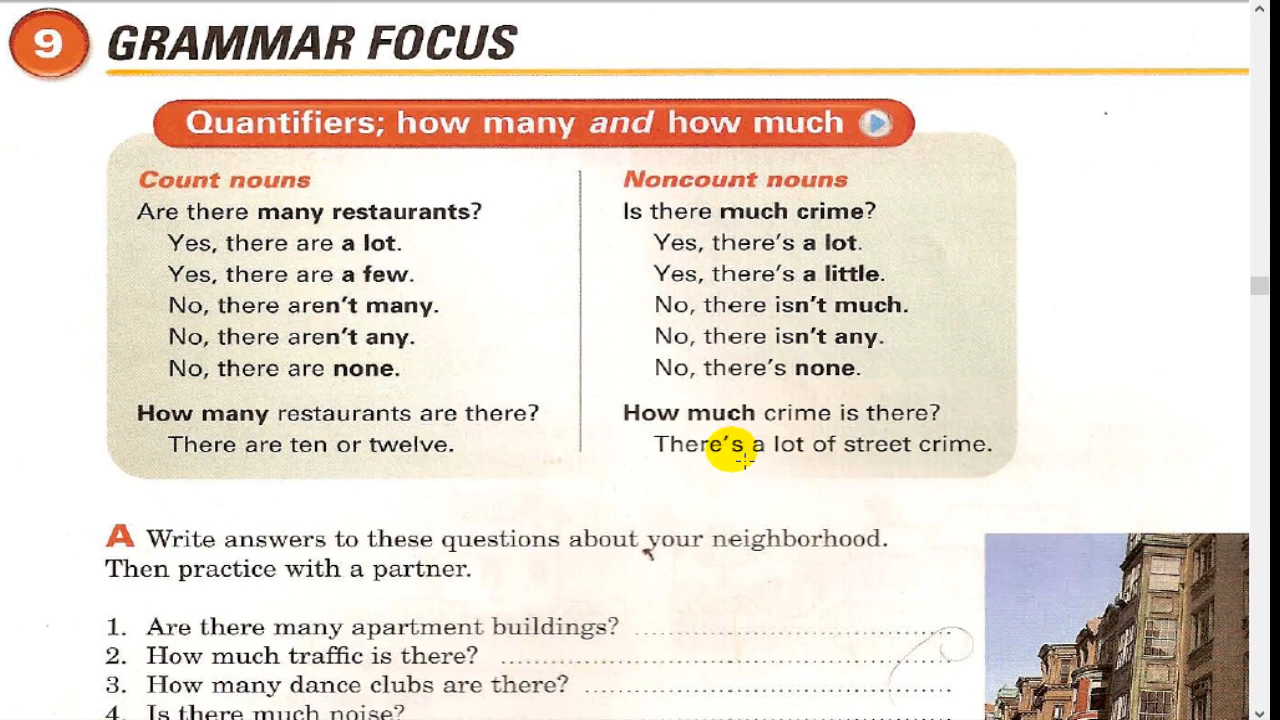 9 GRAMMAR FOCUS
Quantifiers; how many and how much
Count nouns
Are there many restaurants?
Yes, there are a lot.
Yes, there are a few.
No, there aren't many.
No, there aren't any.
No, there are none.
How many restaurants are there?
There are ten or twelve.
Noncount nouns
Is there much crime?
Yes, there's a lot.
Yes, there's a little.
No, there isn't much.
No, there isn't any.
No, there's none.
How much crime is there?
There's a lot of street crime.
A Write answers to these questions about your neighborhood.
Then practice with a partner.
1. Are there many apartment buildings?
2. How much traffic is there?
3. How many dance clubs are there?
4. Is there much noise?